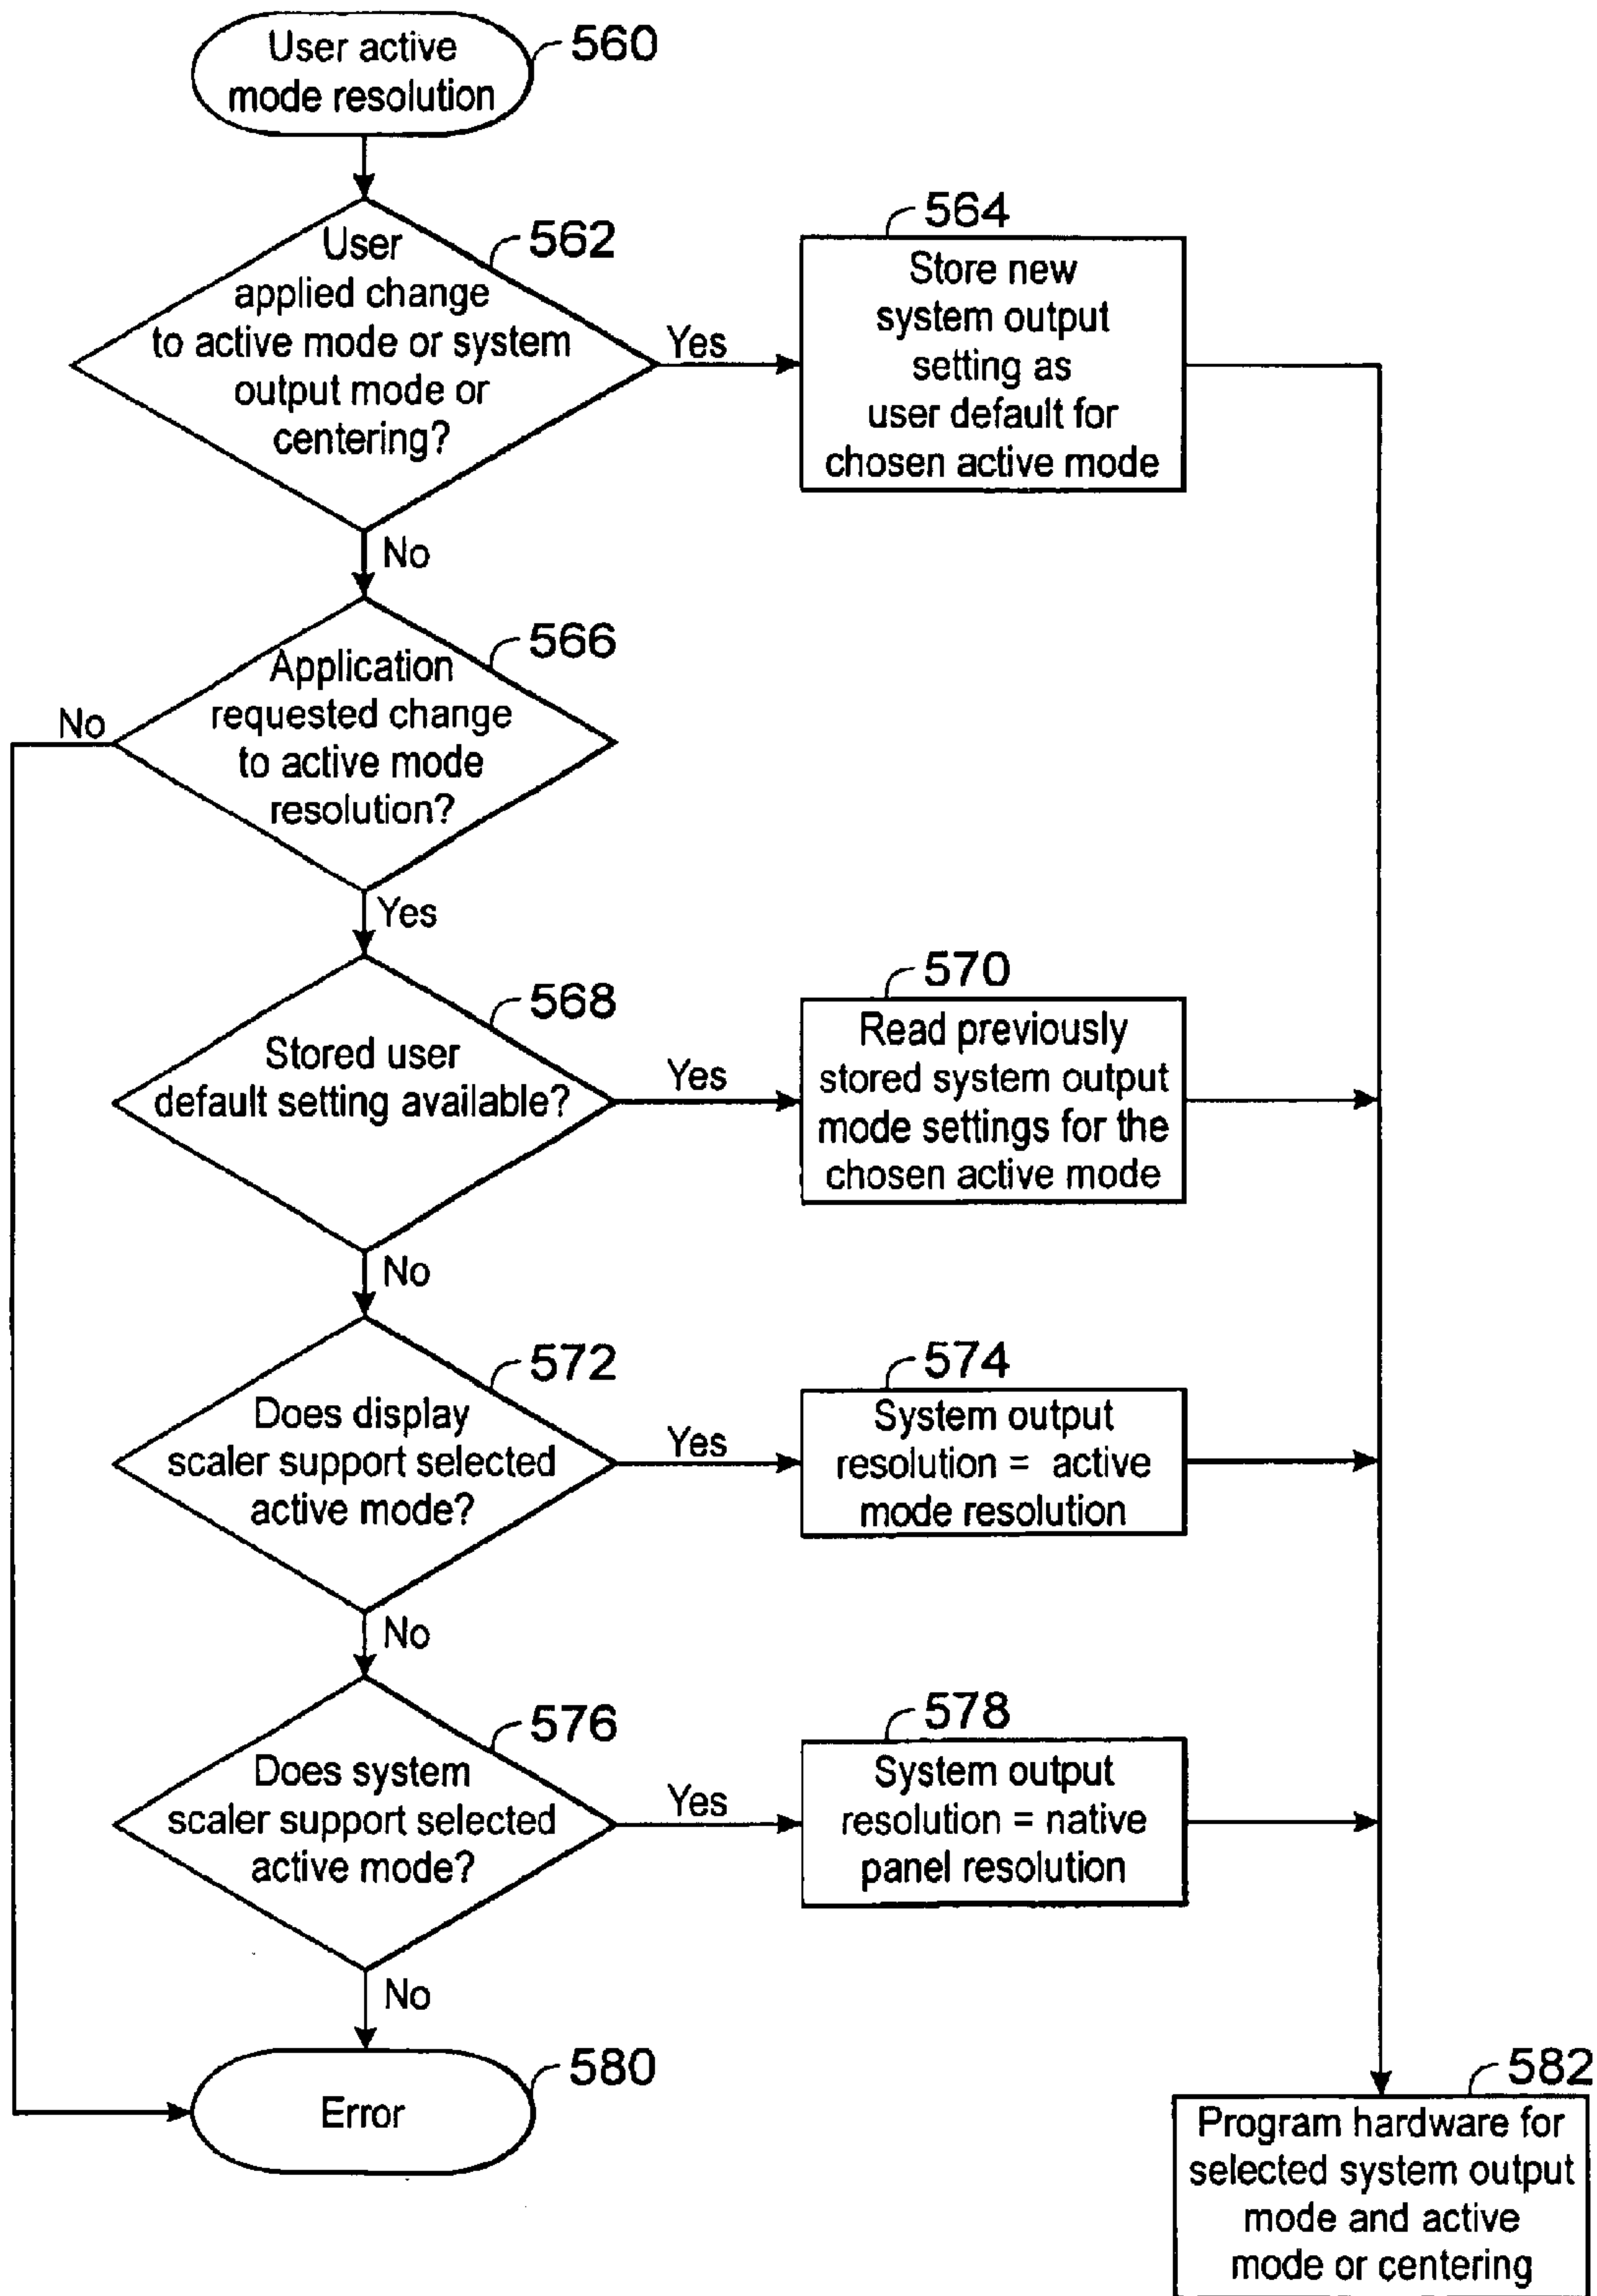 User active
mode resolution
560
User
applied change
to active mode or system
output mode or
centering?
562
Yes
564
Store new
system output
setting as
user default for
chosen active mode
No
566
Application
requested change
to active mode
resolution?
No
Yes
568
Stored user
default setting available?
Yes
570
Read previously
stored system output
mode settings for the
chosen active mode
No
572
Does display
scaler support selected
active mode?
Yes
574
System output
resolution = active
mode resolution
No
576
Does system
scaler support selected
active mode?
Yes
578
System output
resolution = native
panel resolution
No
580
Error
582
Program hardware for
selected system output
mode and active
mode or centering